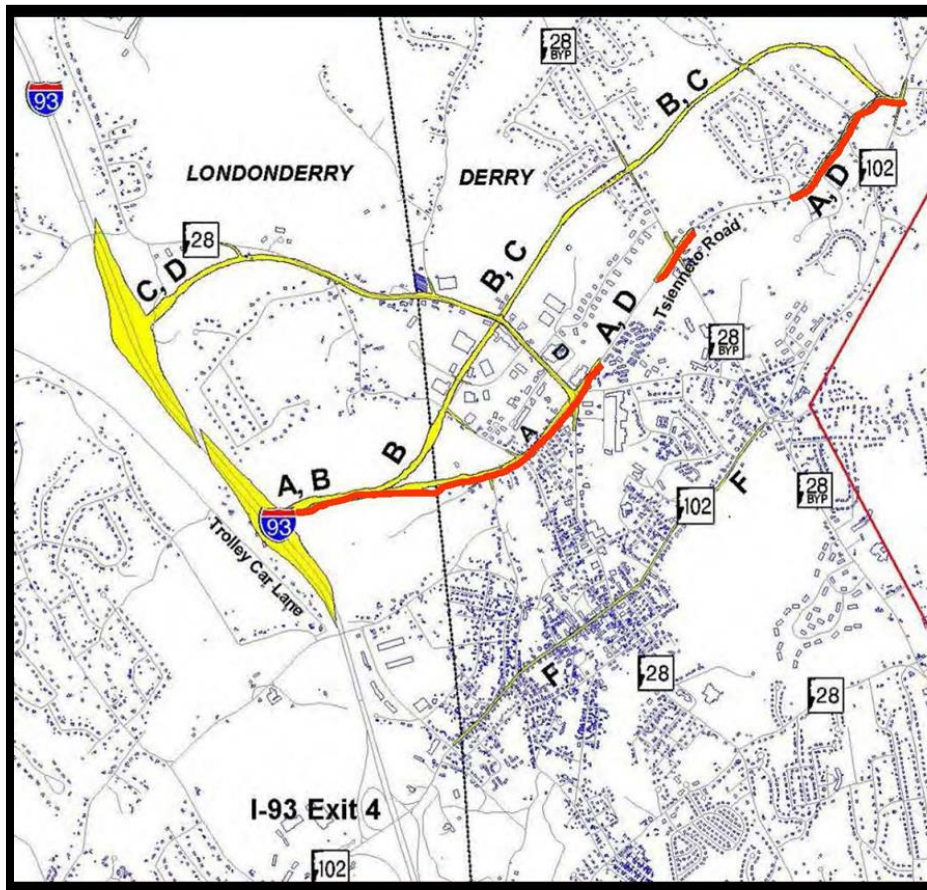 28
BYP
93
B, C
LONDONDERRY
DERRY
102
A, D
28
C, D
B, C
Tsienneto Road
A, D
28
BYP
D
A
B
A, B
28
BYP
F
102
93
Trolley Car Lane
F
28
28
I-93 Exit 4
102